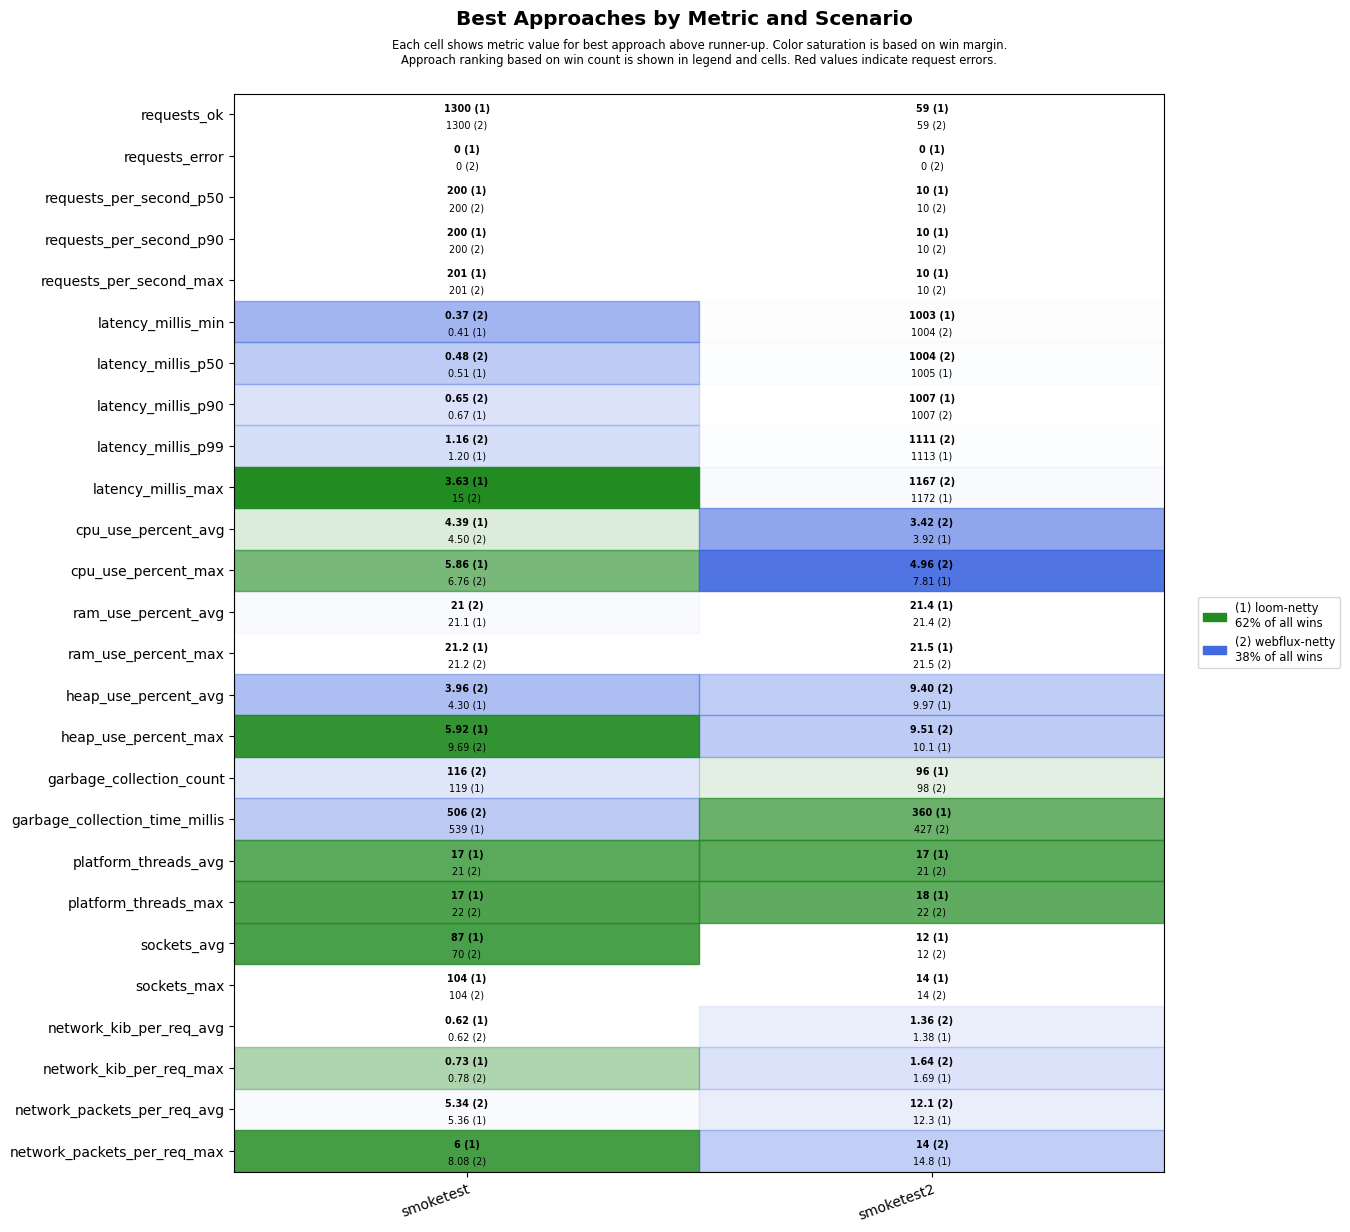 Best Approaches by Metric and Scenario
Each cell shows metric value for best approach above runner-up. Color saturation is based on win margin.
Approach ranking based on win count is shown in legend and cells. Red values indicate request errors.
requests_ok
1300 (1)
1300 (2)
59 (1)
59 (2)
requests_error
0 (1)
0 (2)
0 (1)
0 (2)
requests_per_second_p50
200 (1)
200 (2)
10 (1)
10 (2)
requests_per_second_p90
200 (1)
200 (2)
10 (1)
10 (2)
requests_per_second_max
201 (1)
201 (2)
10 (1)
10 (2)
latency_millis_min
0.37 (2)
0.41 (1)
1003 (1)
1004 (2)
latency_millis_p50
0.48 (2)
0.51 (1)
1004 (2)
1005 (1)
latency_millis_p90
0.65 (2)
0.67 (1)
1007 (1)
1007 (2)
latency_millis_p99
1.16 (2)
1.20 (1)
1111 (2)
1113 (1)
latency_millis_max
3.63 (1)
15 (2)
1167 (2)
1172 (1)
cpu_use_percent_avg
4.39 (1)
4.50 (2)
3.42 (2)
3.92 (1)
cpu_use_percent_max
5.86 (1)
6.76 (2)
4.96 (2)
7.81 (1)
ram_use_percent_avg
21 (2)
21.1 (1)
21.4 (1)
21.4 (2)
ram_use_percent_max
21.2 (1)
21.2 (2)
21.5 (1)
21.5 (2)
heap_use_percent_avg
3.96 (2)
4.30 (1)
9.40 (2)
9.97 (1)
heap_use_percent_max
5.92 (1)
9.69 (2)
9.51 (2)
10.1 (1)
garbage_collection_count
116 (2)
119 (1)
96 (1)
98 (2)
garbage_collection_time_millis
506 (2)
539 (1)
360 (1)
427 (2)
platform_threads_avg
17 (1)
21 (2)
17 (1)
21 (2)
platform_threads_max
17 (1)
22 (2)
18 (1)
22 (2)
sockets_avg
87 (1)
70 (2)
12 (1)
12 (2)
sockets_max
104 (1)
104 (2)
14 (1)
14 (2)
network_kib_per_req_avg
0.62 (1)
0.62 (2)
1.36 (2)
1.38 (1)
network_kib_per_req_max
0.73 (1)
0.78 (2)
1.64 (2)
1.69 (1)
network_packets_per_req_avg
5.34 (2)
5.36 (1)
12.1 (2)
12.3 (1)
network_packets_per_req_max
6 (1)
8.08 (2)
14 (2)
14.8 (1)
smoketest
smoketest2
(1) loom-netty
62% of all wins
(2) webflux-netty
38% of all wins